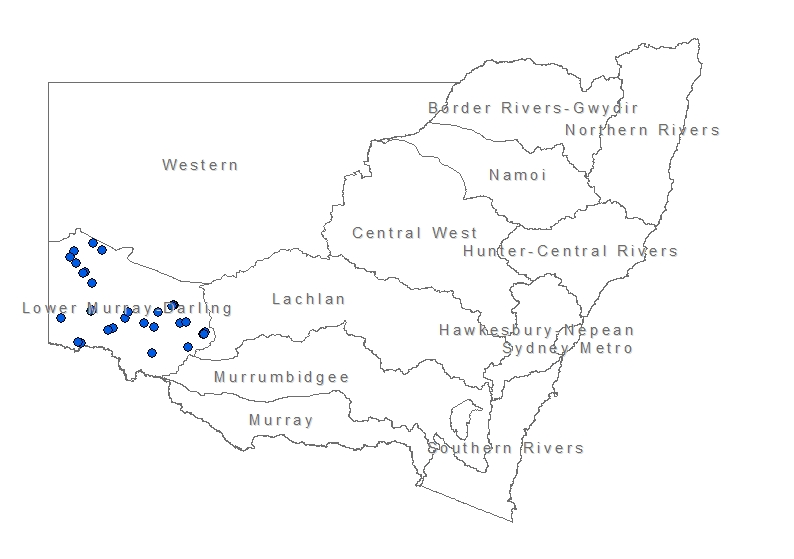 Border Rivers-Gwydir
Northern Rivers
Western
Namoi
Central West
Hunter-Central Rivers
Lachlan
Lower Murray Darling
Hawkesbury-Nepean
Sydney Metro
Murrumbidgee
Murray
Southern Rivers